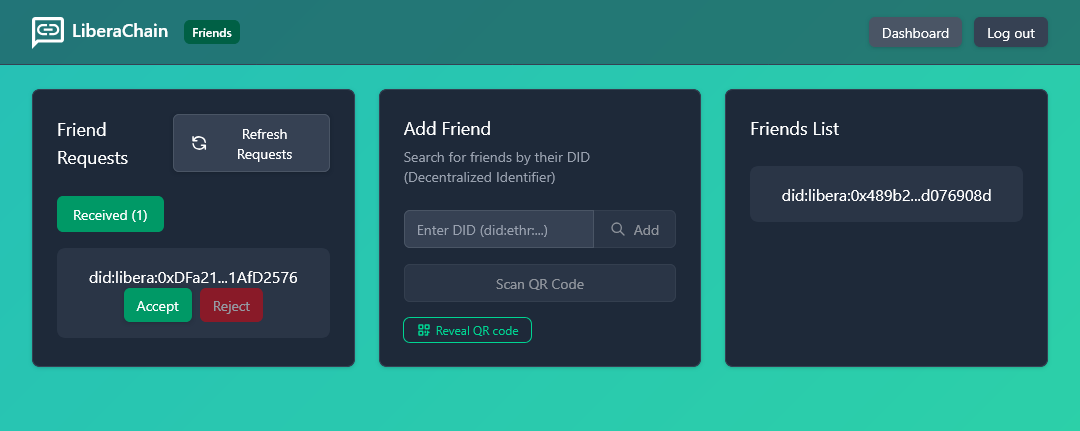 LiberaChain
Friends
Dashboard
Log out
Friend
Requests
Refresh
Requests
Received (1)
did:libera:0xDFa21...1AfD2576
Accept
Reject
Add Friend
Search for friends by their DID
(Decentralized Identifier)
Enter DID (did:ethr:...)
Add
Scan QR Code
Reveal QR code
Friends List
did:libera:0x489b2...d076908d